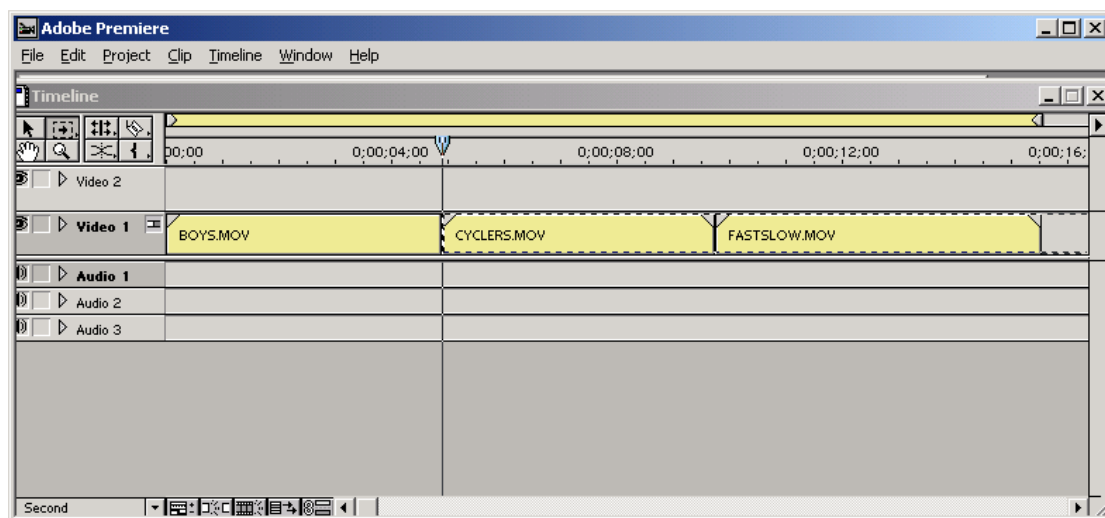 Adobe Premiere
File Edit Project Clip Timeline Window Help
Timeline
00;00 0;00;04;00 0;00;08;00 0;00;12;00 0;00;16;
Video 2
Video 1 BOYS.MOV CYCLERS.MOV FASTSLOW.MOV
Audio 1
Audio 2
Audio 3
Second